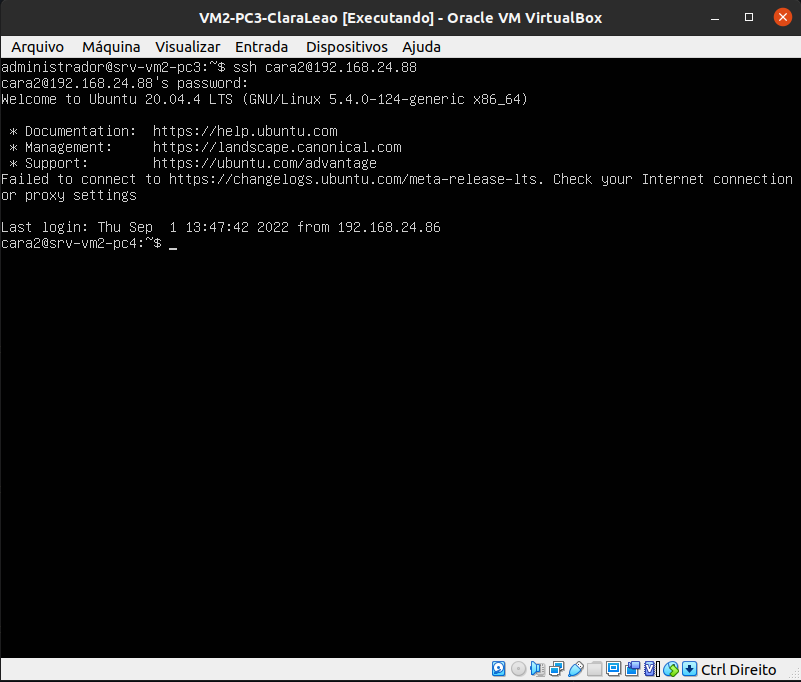 VM2-PC3-ClaraLeao [Executando] - Oracle VM VirtualBox
Arquivo Máquina Visualizar Entrada Dispositivos Ajuda
administrador@srv-vm2-pc3:~$ ssh cara2@192.168.24.88
cara2@192.168.24.88's password:
Welcome to Ubuntu 20.04.4 LTS (GNU/Linux 5.4.0-124-generic x86_64)
* Documentation:  https://help.ubuntu.com
* Management:     https://landscape.canonical.com
* Support:        https://ubuntu.com/advantage
Failed to connect to https://changelogs.ubuntu.com/meta-release-lts. Check your Internet connection
or proxy settings
Last login: Thu Sep  1 13:47:42 2022 from 192.168.24.86
cara2@srv-vm2-pc4:~$ _
Ctrl Direito